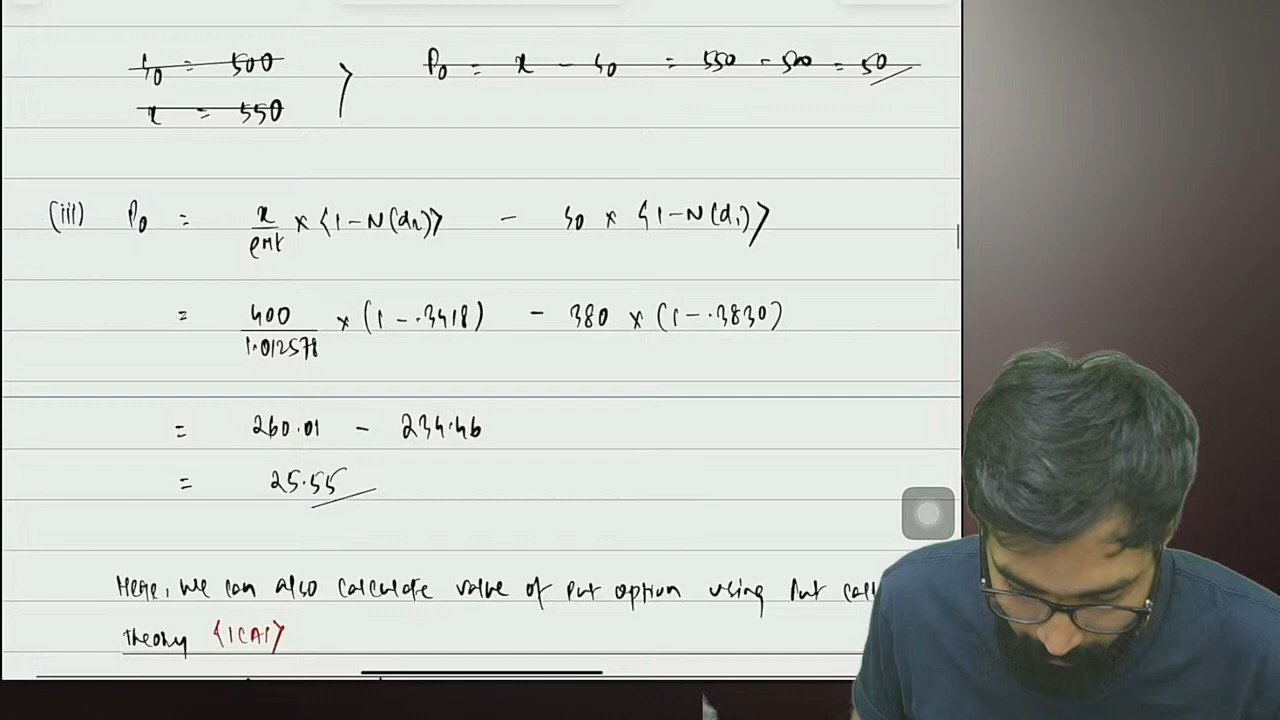 S0 = 500
x = 550
P0 = x - S0 = 550 - 500 = 50
(iii) P0 = x/ert × {1-N(d2)} - S0 × {1-N(d1)}
= 400/1.012578 × (1-.3418) - 380 × (1-.3830)
= 260.01 - 234.46
= 25.55
Here, we can also calculate value of Put option using Put call
theory {ICAI}